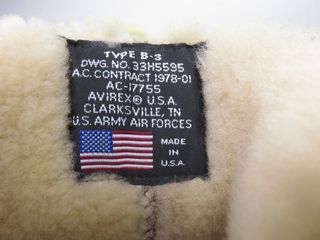 TYPE B-3
DWG. NO. 33H5595
A.C. CONTRACT 1978-01
AC-17755
AVIREX® U.S.A.
CLARKSVILLE, TN
U.S. ARMY AIR FORCES
MADE
IN
U.S.A.